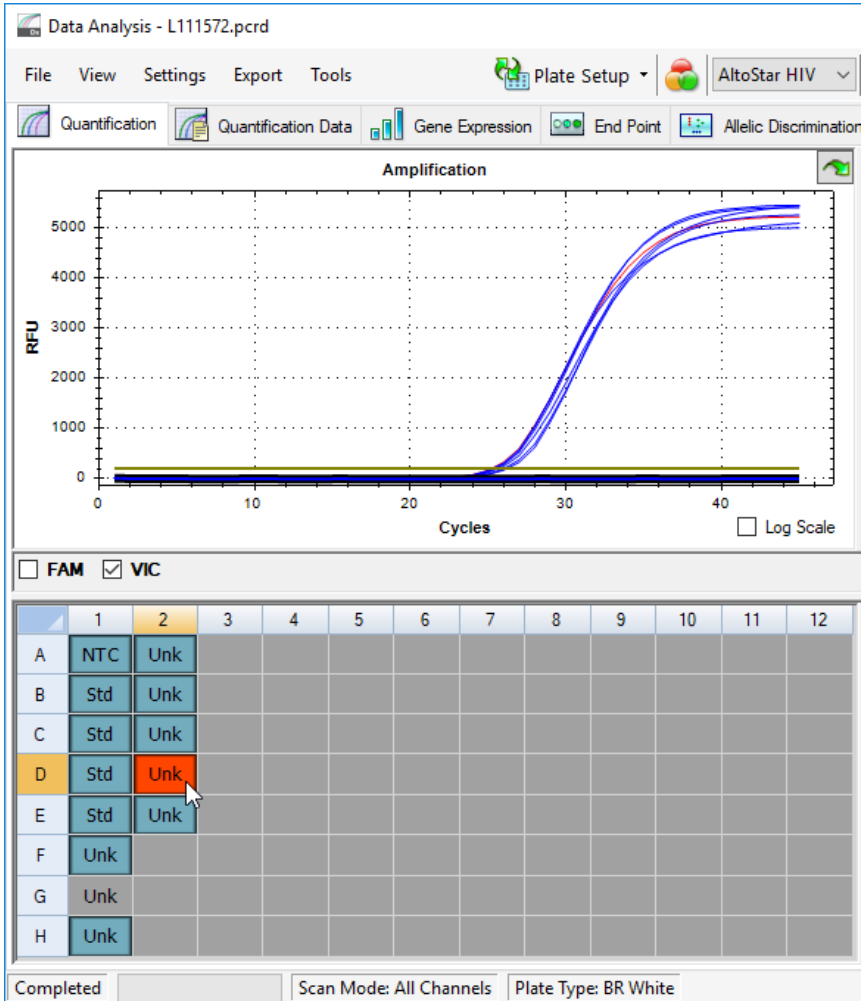 Data Analysis - L111572.pcrd
File View Settings Export Tools Plate Setup AltoStar HIV
Quantification Quantification Data Gene Expression End Point Allelic Discrimination
Amplification
5000
4000
3000
2000
1000
0
RFU
0 10 20 30 40
Cycles
Log Scale
FAM VIC
1 2 3 4 5 6 7 8 9 10 11 12
A NTC Unk
B Std Unk
C Std Unk
D Std Unk
E Std Unk
F Unk
G Unk
H Unk
Completed Scan Mode: All Channels Plate Type: BR White